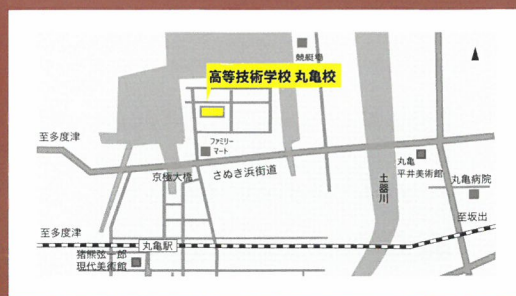 競艇場
高等技術学校 丸亀校
至多度津
ファミリー
マート
京極大橋
さぬき浜街道
土器川
丸亀
平井美術館
丸亀病院
至坂出
至多度津
丸亀駅
猪熊弦一郎
現代美術館